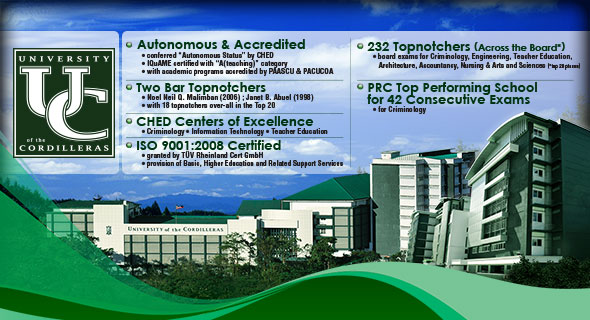 UNIVERSITY
UC
of the
CORDILLERAS
Autonomous & Accredited
• conferred "Autonomous Status" by CHED
• IQuAME certified with "A(teaching)" category
• with academic programs accredited by PAASCU & PACUCOA
Two Bar Topnotchers
• Noel Neil Q. Malimban (2006) ; Janet B. Abuel (1998)
• with 18 topnotchers over-all in the Top 20
CHED Centers of Excellence
• Criminology • Information Technology • Teacher Education
ISO 9001:2008 Certified
• granted by TÜV Rheinland Cert GmbH
• provision of Basic, Higher Education and Related Support Services
232 Topnotchers (Across the Board*)
• board exams for Criminology, Engineering, Teacher Education,
Architecture, Accountancy, Nursing & Arts and Sciences (*top 20 places)
PRC Top Performing School
for 42 Consecutive Exams
• for Criminology
UNIVERSITY of the CORDILLERAS